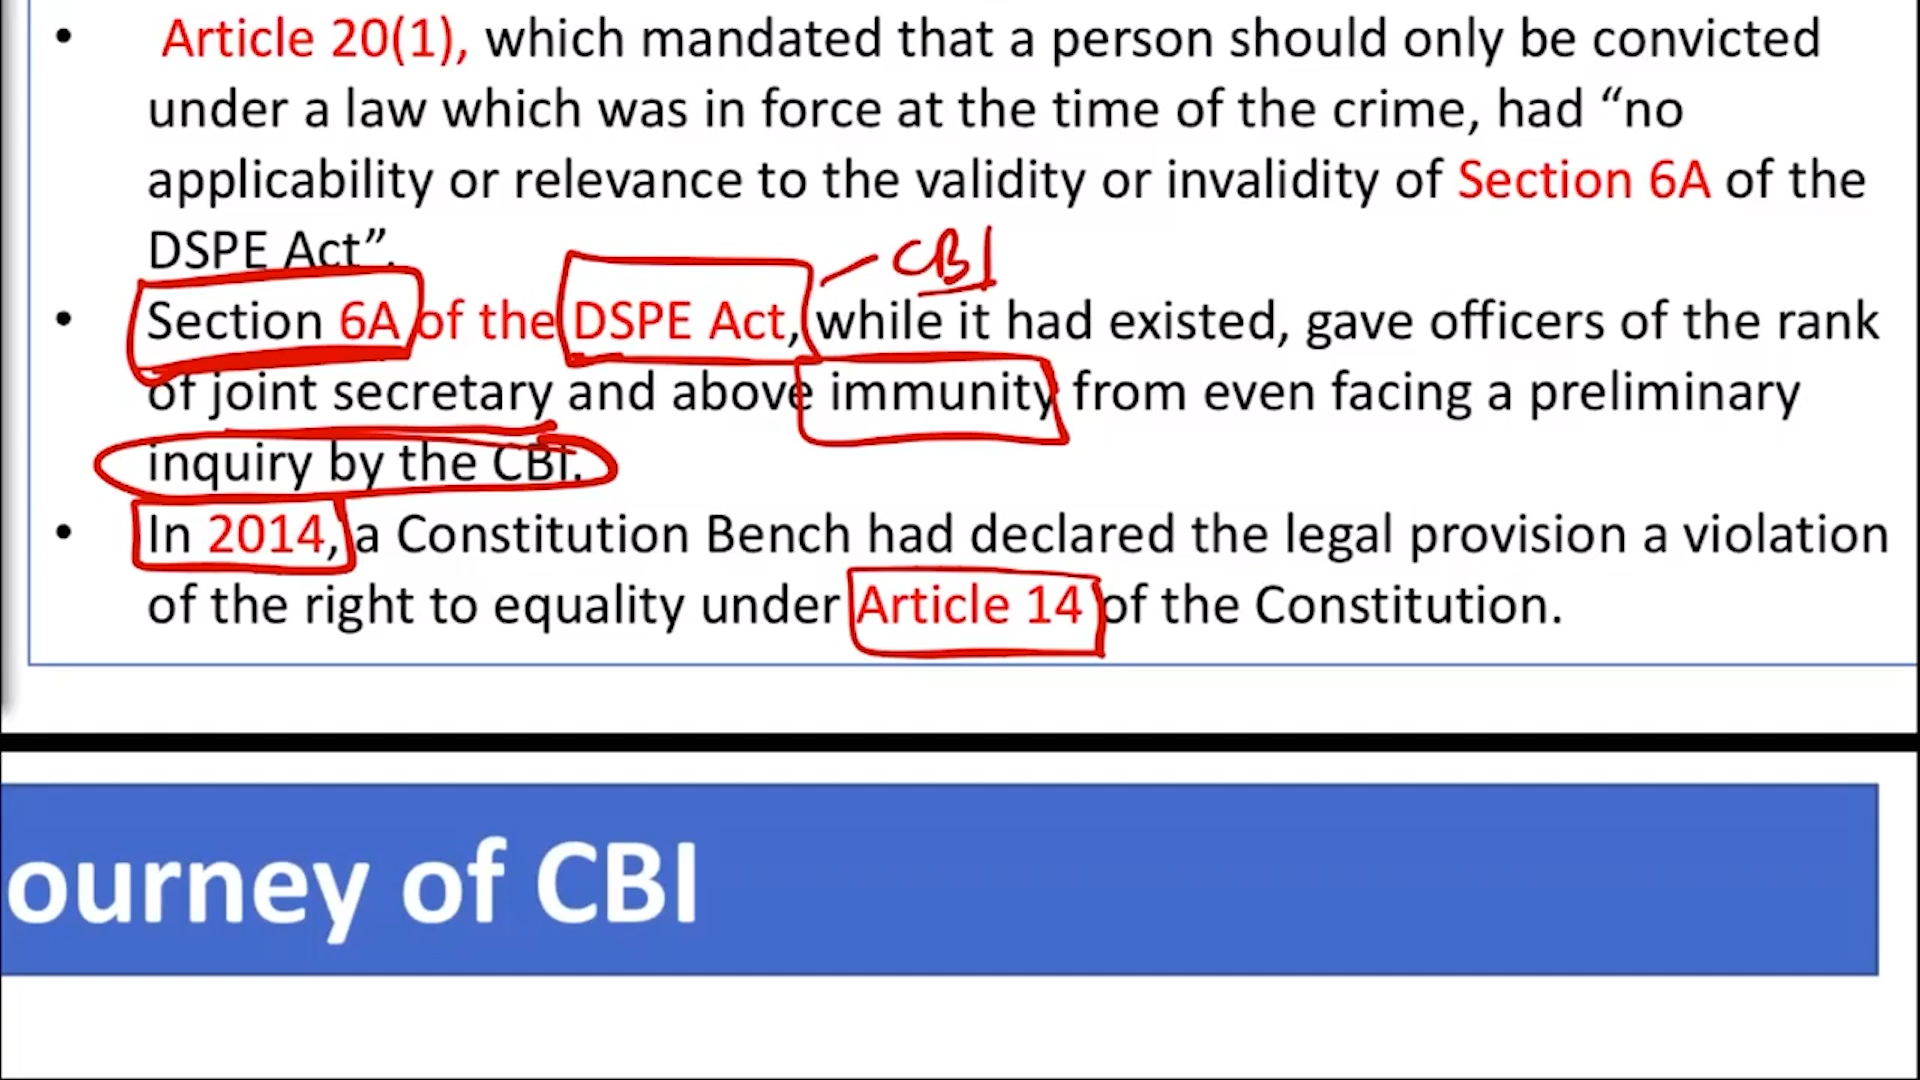 • Article 20(1), which mandated that a person should only be convicted
under a law which was in force at the time of the crime, had “no
applicability or relevance to the validity or invalidity of Section 6A of the
DSPE Act”.
CBI
• Section 6A of the DSPE Act, while it had existed, gave officers of the rank
of joint secretary and above immunity from even facing a preliminary
inquiry by the CBI.
• In 2014, a Constitution Bench had declared the legal provision a violation
of the right to equality under Article 14 of the Constitution.
ourney of CBI